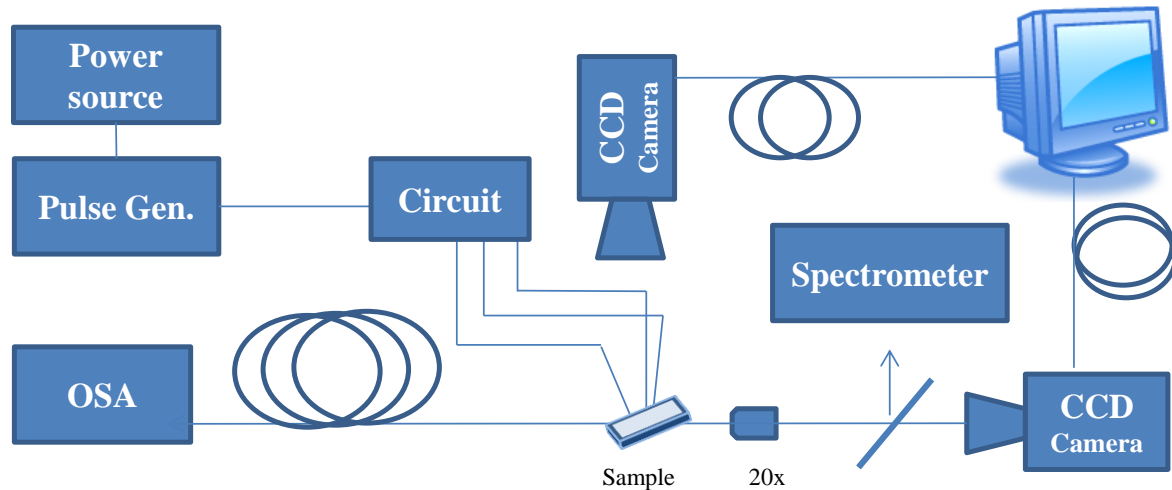 Power
source
Pulse Gen.
Circuit
CCD
Camera
Spectrometer
OSA
CCD
Camera
Sample
20x